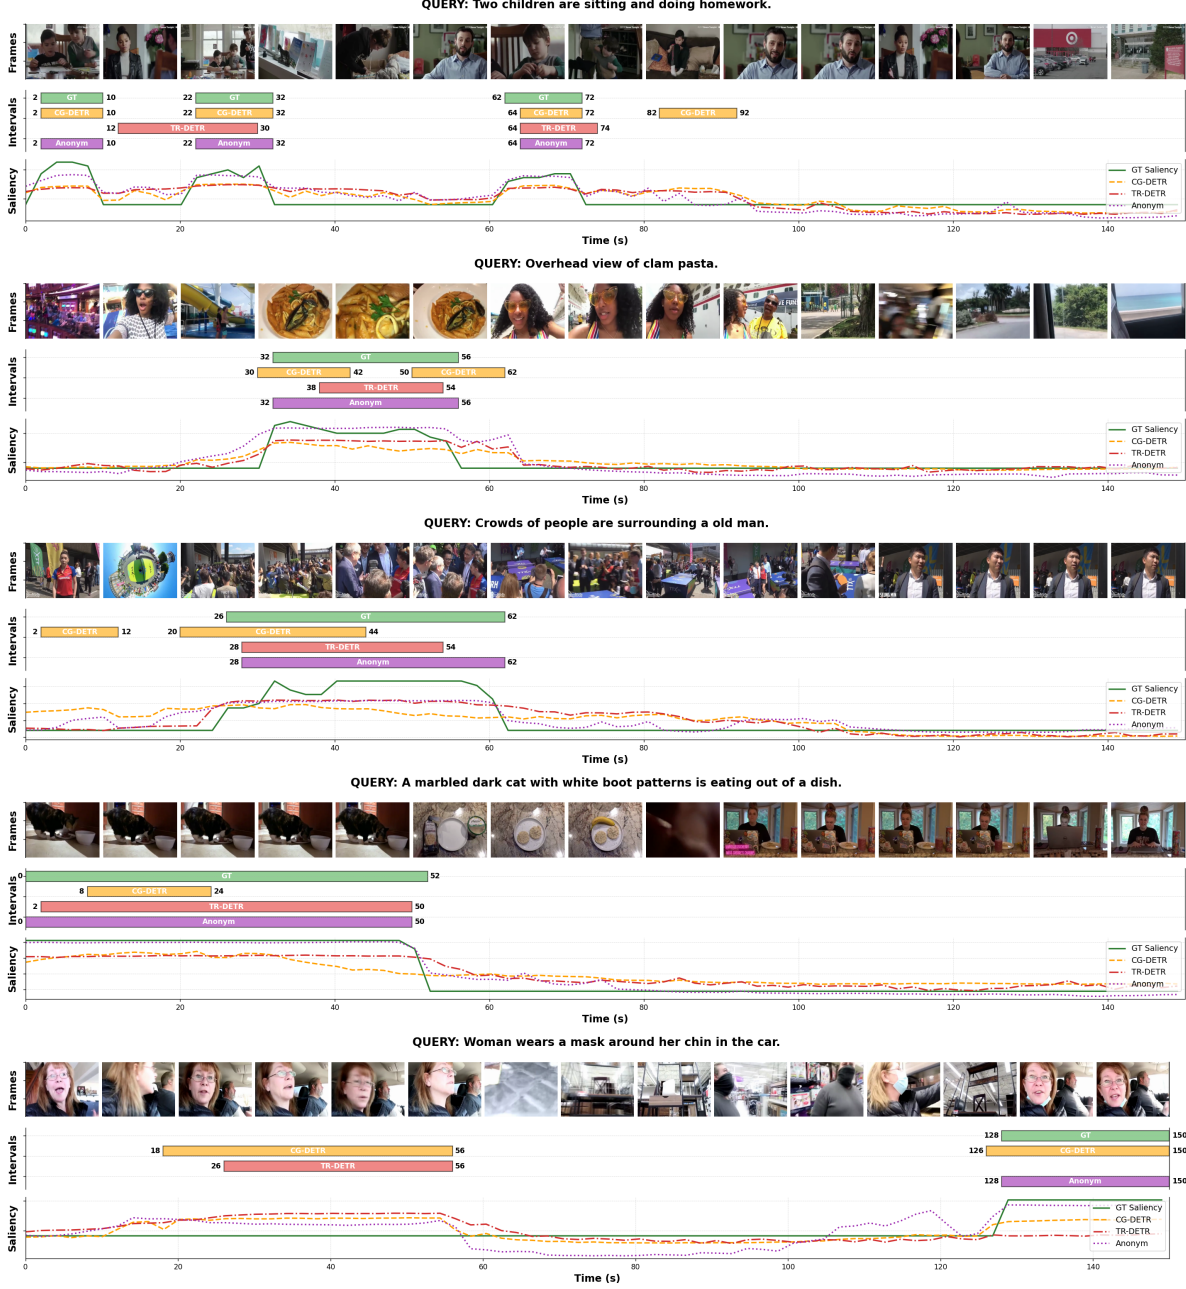 QUERY: Two children are sitting and doing homework.
Frames
Intervals
2 GT 10 22 GT 32 62 GT 72
2 CG-DETR 10 22 CG-DETR 32 64 CG-DETR 72 82 CG-DETR 92
12 TR-DETR 30 64 TR-DETR 74
2 Anonym 10 22 Anonym 32 64 Anonym 72
Saliency
GT Saliency
CG-DETR
TR-DETR
Anonym
0 20 40 60 80 100 120 140
Time (s)
QUERY: Overhead view of clam pasta.
Frames
Intervals
32 GT 56
30 CG-DETR 42 50 CG-DETR 62
38 TR-DETR 54
32 Anonym 56
Saliency
GT Saliency
CG-DETR
TR-DETR
Anonym
0 20 40 60 80 100 120 140
Time (s)
QUERY: Crowds of people are surrounding a old man.
Frames
Intervals
26 GT 62
2 CG-DETR 12 20 CG-DETR 44
28 TR-DETR 54
28 Anonym 62
Saliency
GT Saliency
CG-DETR
TR-DETR
Anonym
0 20 40 60 80 100 120 140
Time (s)
QUERY: A marbled dark cat with white boot patterns is eating out of a dish.
Frames
Intervals
0 GT 52
8 CG-DETR 24
2 TR-DETR 50
0 Anonym 50
Saliency
GT Saliency
CG-DETR
TR-DETR
Anonym
0 20 40 60 80 100 120 140
Time (s)
QUERY: Woman wears a mask around her chin in the car.
Frames
Intervals
128 GT 150
18 CG-DETR 56 126 CG-DETR 150
26 TR-DETR 56
128 Anonym 150
Saliency
GT Saliency
CG-DETR
TR-DETR
Anonym
0 20 40 60 80 100 120 140
Time (s)